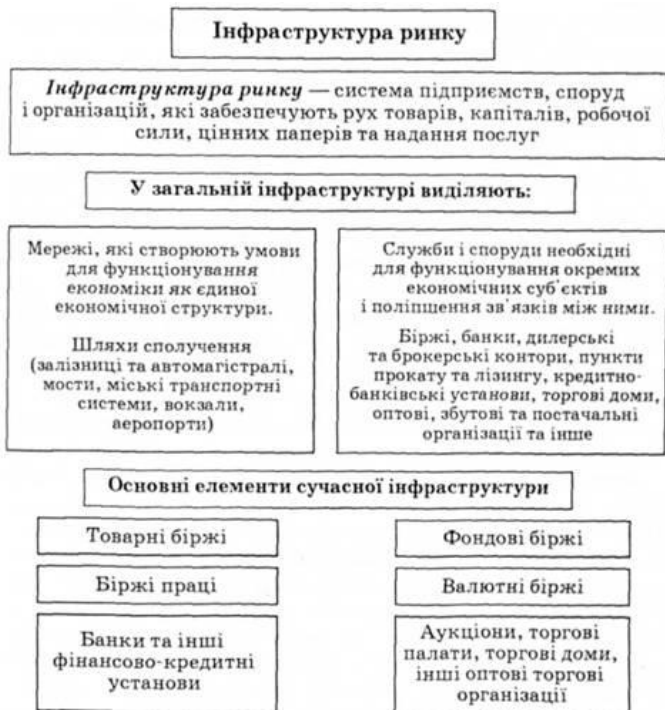 Інфраструктура ринку
Інфраструктура ринку — система підприємств, споруд
і організацій, які забезпечують рух товарів, капіталів, робочої
сили, цінних паперів та надання послуг
У загальній інфраструктурі виділяють:
Мережі, які створюють умови
для функціонування
економіки як єдиної
економічної структури.
Шляхи сполучення
(залізниці та автомагістралі,
мости, міські транспортні
системи, вокзали,
аеропорти)
Служби і споруди необхідні
для функціонування окремих
економічних суб'єктів
і поліпшення зв'язків між ними.
Біржі, банки, дилерські
та брокерські контори, пункти
прокату та лізингу, кредитно-
банківські установи, торгові доми,
оптові, збутові та постачальні
організації та інше
Основні елементи сучасної інфраструктури
Товарні біржі
Фондові біржі
Біржі праці
Валютні біржі
Банки та інші
фінансово-кредитні
установи
Аукціони, торгові
палати, торгові доми,
інші оптові торгові
організації